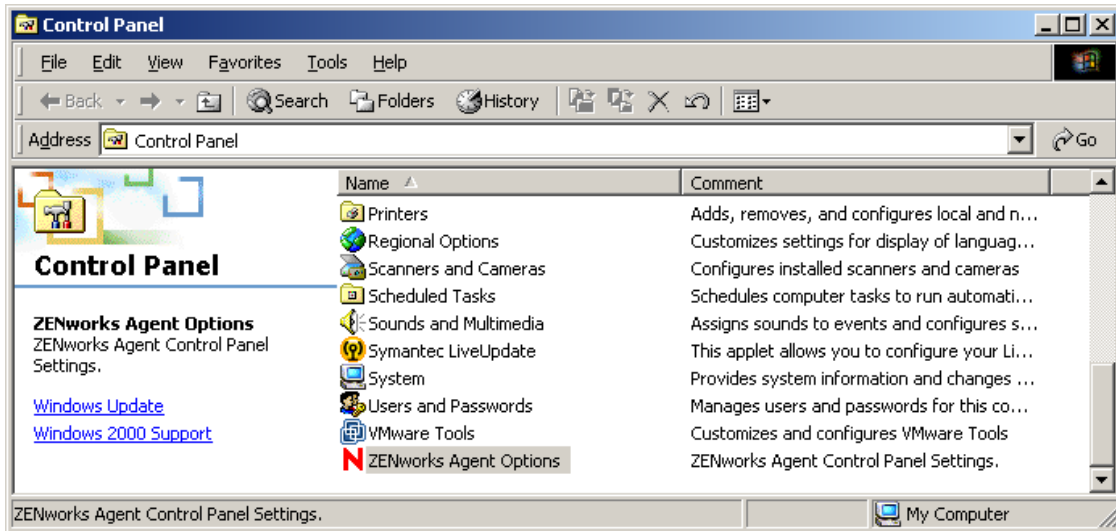 Control Panel
File Edit View Favorites Tools Help
Back Search Folders History
Address Control Panel Go
Control Panel
ZENworks Agent Options
ZENworks Agent Control Panel
Settings.
Windows Update
Windows 2000 Support
Name Comment
Printers Adds, removes, and configures local and n...
Regional Options Customizes settings for display of languag...
Scanners and Cameras Configures installed scanners and cameras
Scheduled Tasks Schedules computer tasks to run automati...
Sounds and Multimedia Assigns sounds to events and configures s...
Symantec LiveUpdate This applet allows you to configure your Li...
System Provides system information and changes ...
Users and Passwords Manages users and passwords for this co...
VMware Tools Customizes and configures VMware Tools
N ZENworks Agent Options ZENworks Agent Control Panel Settings.
ZENworks Agent Control Panel Settings. My Computer